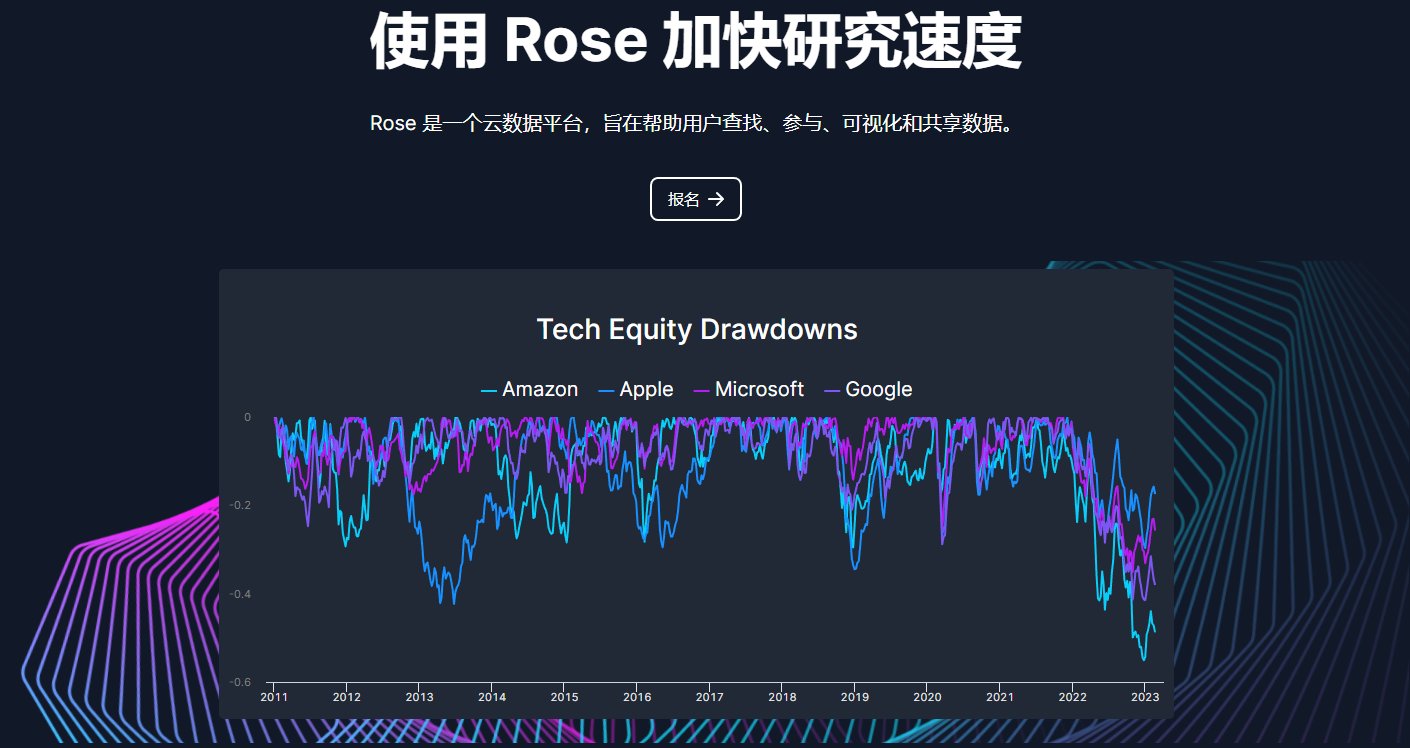 使用 Rose 加快研究速度
Rose 是一个云数据平台，旨在帮助用户查找、参与、可视化和共享数据。
报名 →
Tech Equity Drawdowns
Amazon Apple Microsoft Google
0
-0.2
-0.4
-0.6
2011 2012 2013 2014 2015 2016 2017 2018 2019 2020 2021 2022 2023